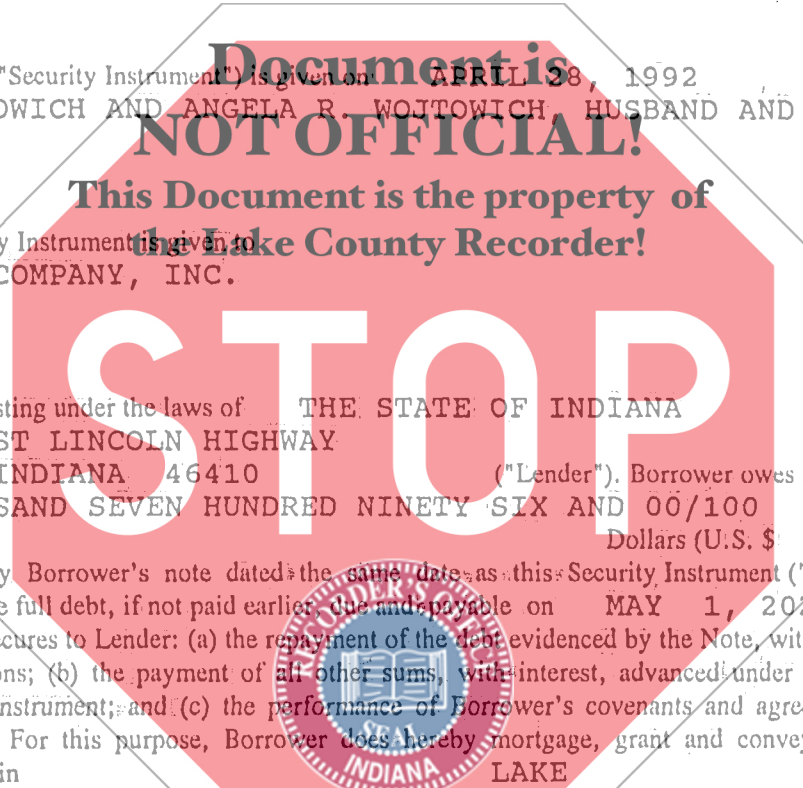 Document is
"Security Instrument") is given on APRIL 28, 1992
OWICH AND ANGELA R. WOJTOWICH, HUSBAND AND
NOT OFFICIAL!
This Document is the property of
y Instrument is given to
the Lake County Recorder!
COMPANY, INC.
STOP
sting under the laws of THE STATE OF INDIANA
ST LINCOLN HIGHWAY
INDIANA 46410 ("Lender"). Borrower owes
SAND SEVEN HUNDRED NINETY SIX AND 00/100
Dollars (U.S. $
y Borrower's note dated the same date as this Security Instrument (
e full debt, if not paid earlier, due and payable on MAY 1, 20
cures to Lender: (a) the repayment of the debt evidenced by the Note, wit
ons; (b) the payment of all other sums, with interest, advanced under
nstrument; and (c) the performance of Borrower's covenants and agre
For this purpose, Borrower does hereby mortgage, grant and convey
in LAKE
RECORDER'S OFFICE
SEAL
INDIANA